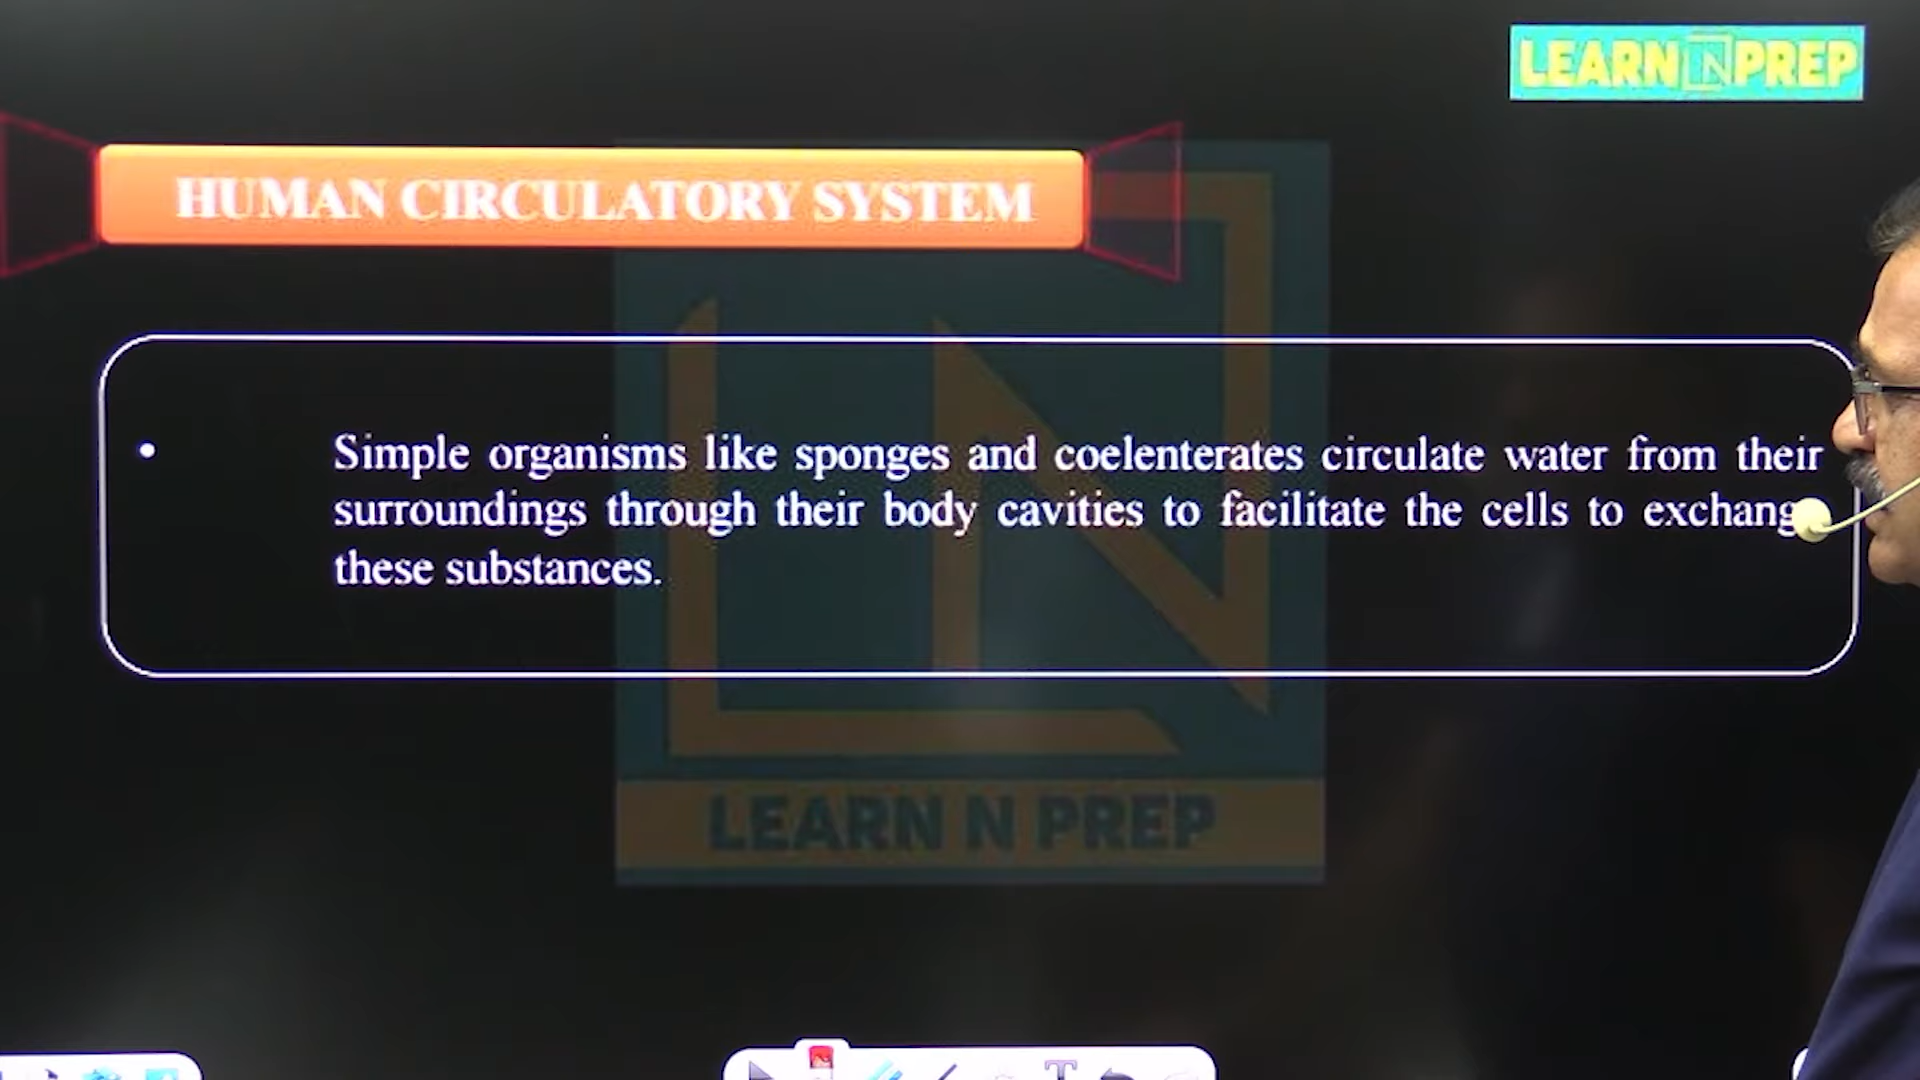 LEARN N PREP
HUMAN CIRCULATORY SYSTEM
• Simple organisms like sponges and coelenterates circulate water from their
surroundings through their body cavities to facilitate the cells to exchang
these substances.
LEARN N PREP
T